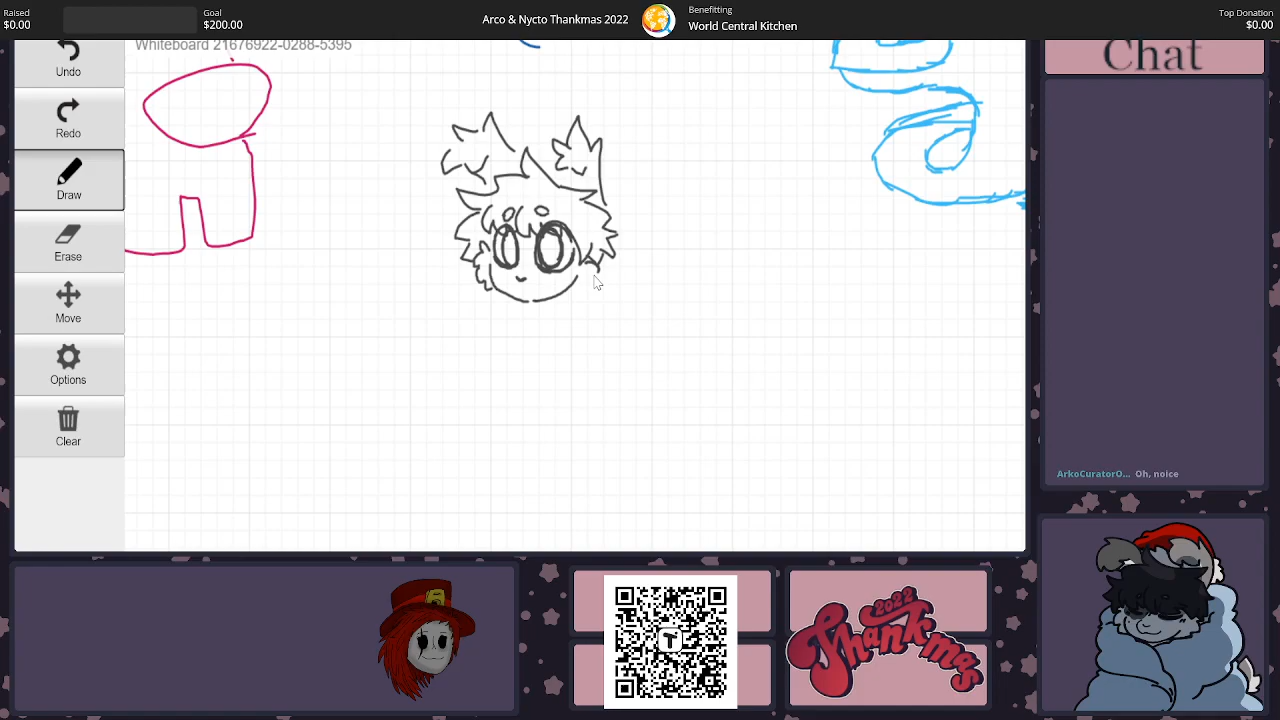 Raised
$0.00
Goal
$200.00
Arco & Nycto Thankmas 2022
Benefitting
World Central Kitchen
Top Donation
$0.00
Whiteboard 21676922-0288-5395
Chat
Undo
Redo
Draw
Erase
Move
Options
Clear
ArkoCuratorO... Oh, noice
T
2022
Thankmas